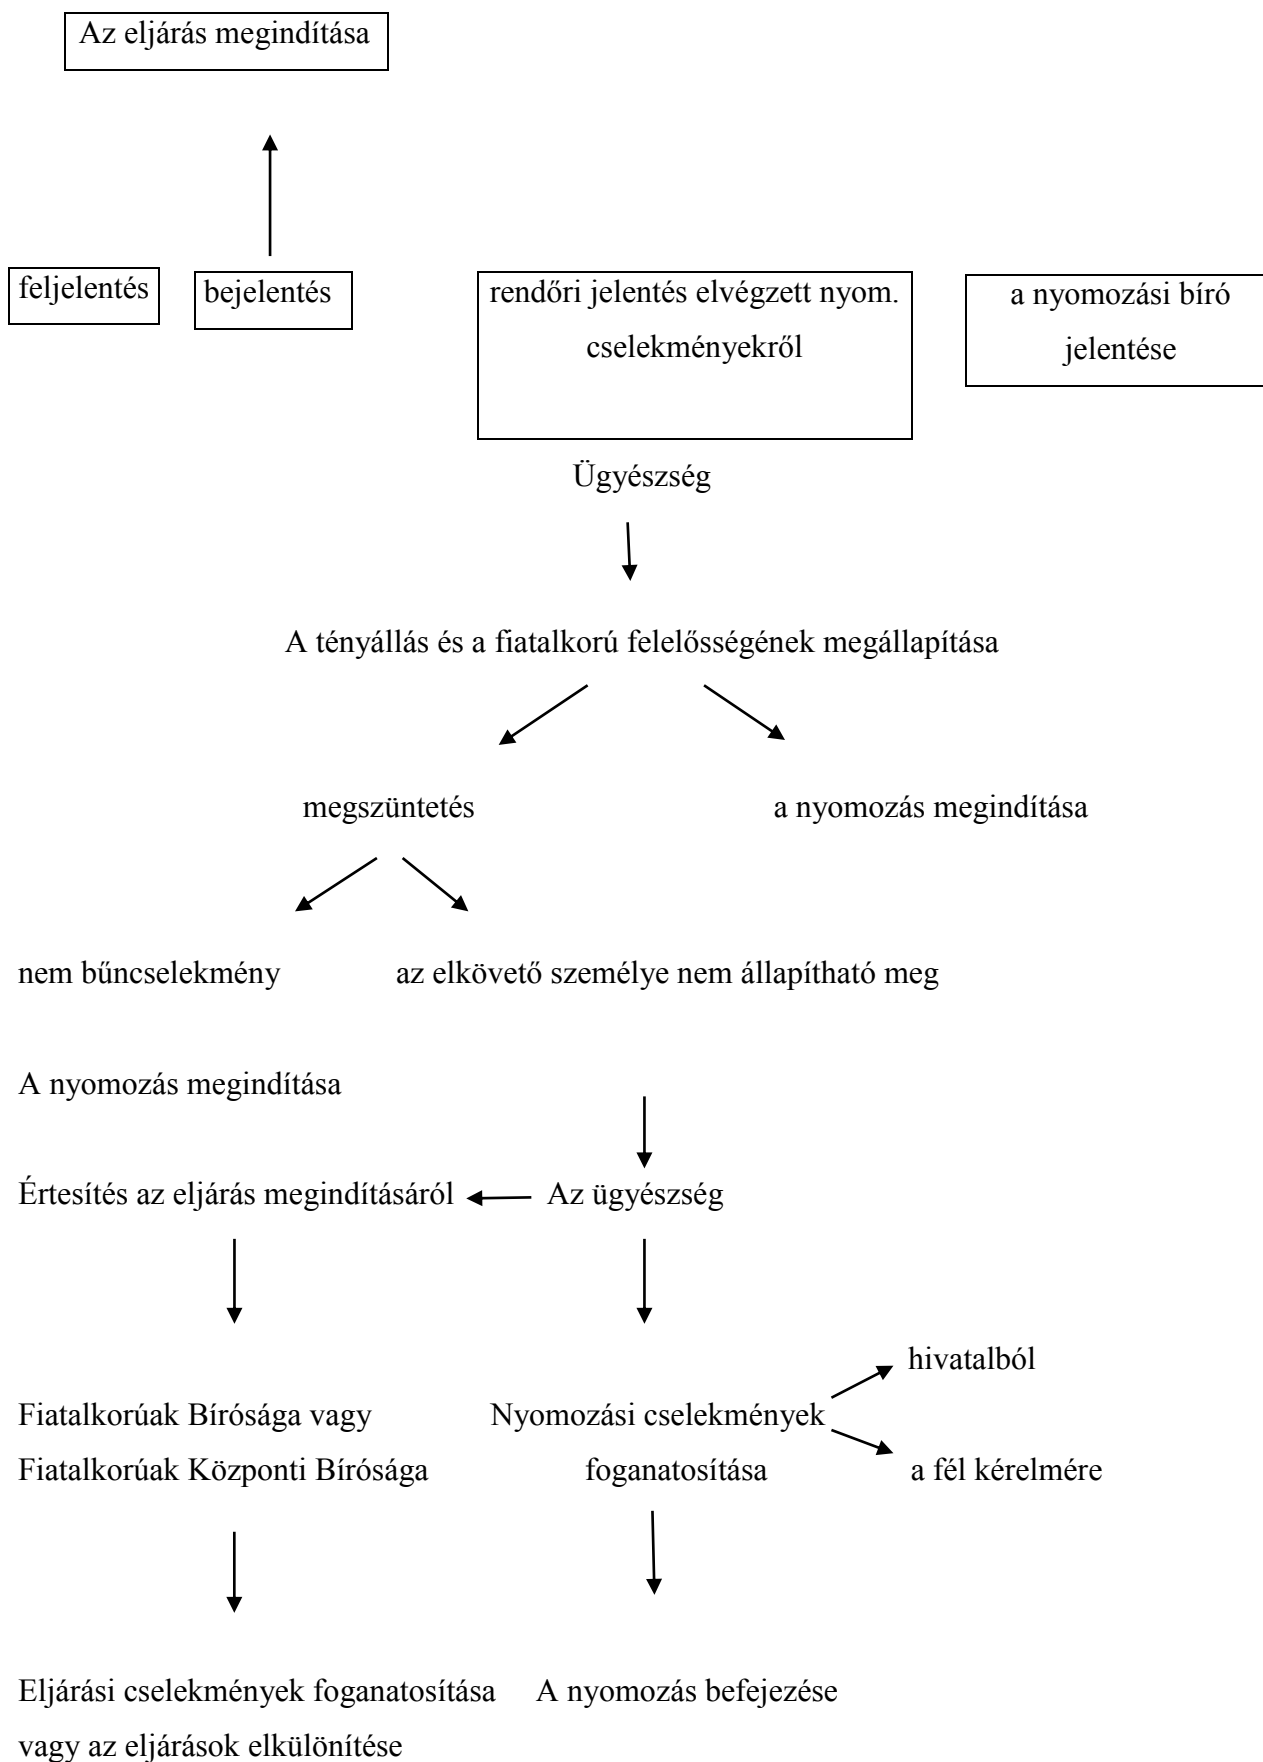 Az eljárás megindítása
feljelentés
bejelentés
rendőri jelentés elvégzett nyom.
cselekményekről
a nyomozási bíró
jelentése
Ügyészség
A tényállás és a fiatalkorú felelősségének megállapítása
megszüntetés
a nyomozás megindítása
nem bűncselekmény
az elkövető személye nem állapítható meg
A nyomozás megindítása
Értesítés az eljárás megindításáról
Az ügyészség
hivatalból
Fiatalkorúak Bírósága vagy
Fiatalkorúak Központi Bírósága
Nyomozási cselekmények
foganatosítása
a fél kérelmére
Eljárási cselekmények foganatosítása
vagy az eljárások elkülönítése
A nyomozás befejezése